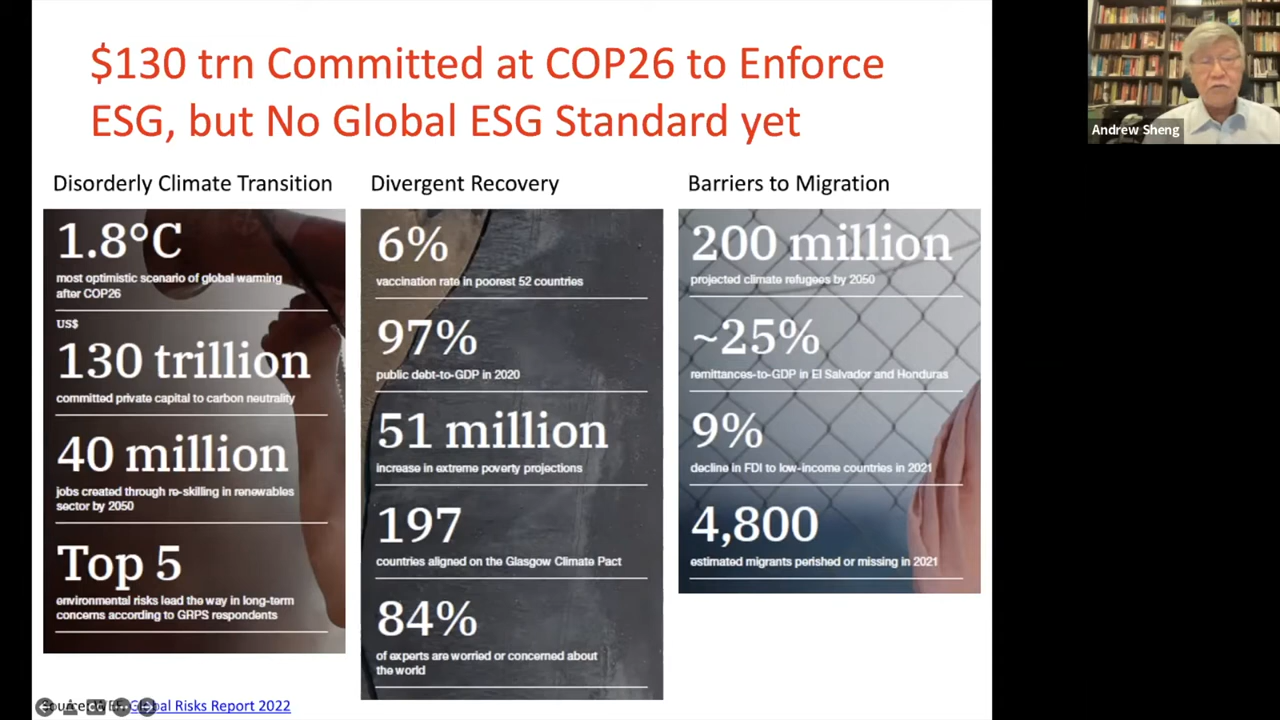 $130 trn Committed at COP26 to Enforce
ESG, but No Global ESG Standard yet
Andrew Sheng
Disorderly Climate Transition
1.8°C
most optimistic scenario of global warming
after COP26
US$
130 trillion
committed private capital to carbon neutrality
40 million
jobs created through re-skilling in renewables
sector by 2050
Top 5
environmental risks lead the way in long-term
concerns according to GRPS respondents
Divergent Recovery
6%
vaccination rate in poorest 52 countries
97%
public debt-to-GDP in 2020
51 million
increase in extreme poverty projections
197
countries aligned on the Glasgow Climate Pact
84%
of experts are worried or concerned about
the world
Barriers to Migration
200 million
projected climate refugees by 2050
~25%
remittances-to-GDP in El Salvador and Honduras
9%
decline in FDI to low-income countries in 2021
4,800
estimated migrants perished or missing in 2021
Global Risks Report 2022